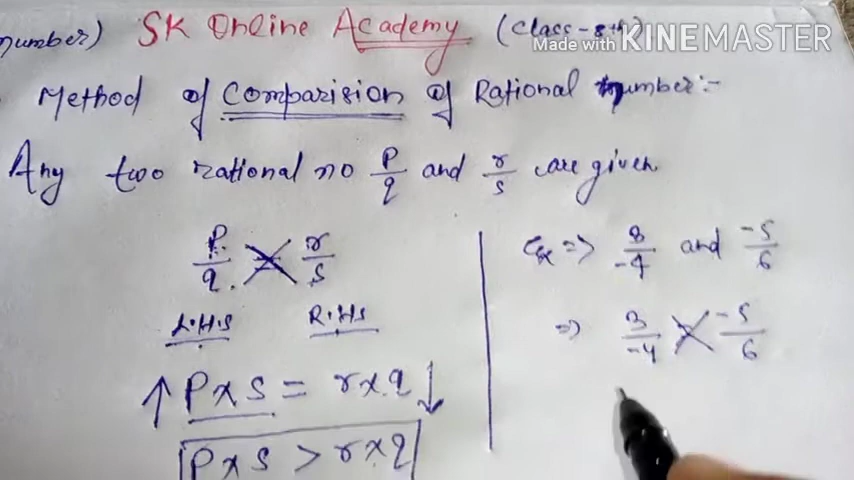 number) SK Online Academy (Class-8th)
Made with KINEMASTER
Method of Comparision of Rational number:-
Any two rational no p/q and r/s are given
p/q = r/s
L.H.S R.H.S
↑ P×S = r×q ↓
P×S > r×q
Ex => 3/-4 and -5/6
=> 3/-4 = -5/6